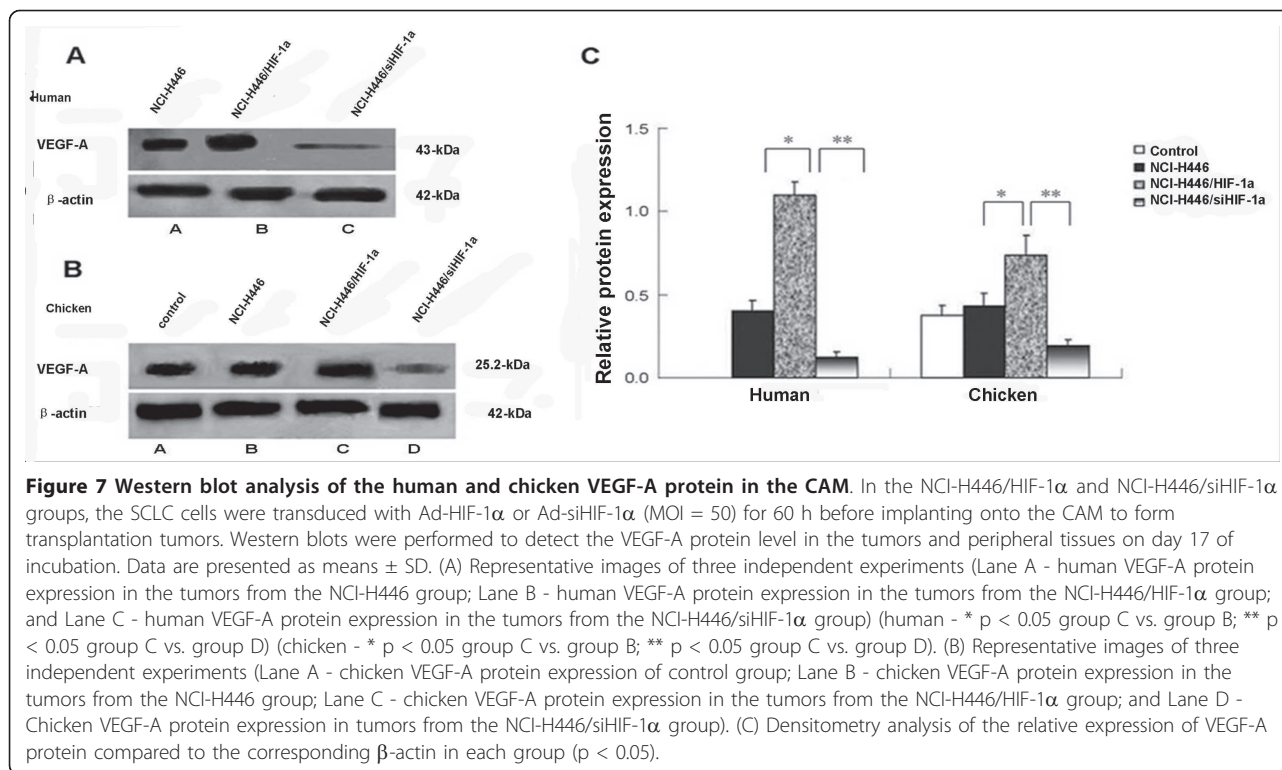 A
NCI-H446
NCI-H446/HIF-1a
NCI-H446/siHIF-1a
Human
VEGF-A
43-kDa
β-actin
42-kDa
A B C
B
control
NCI-H446
NCI-H446/HIF-1a
NCI-H446/siHIF-1a
Chicken
VEGF-A
25.2-kDa
β-actin
42-kDa
A B C D
C
Relative protein expression
1.5
1.0
0.5
0.0
* **
* **
Human Chicken
Control
NCI-H446
NCI-H446/HIF-1a
NCI-H446/siHIF-1a
Figure 7 Western blot analysis of the human and chicken VEGF-A protein in the CAM. In the NCI-H446/HIF-1α and NCI-H446/siHIF-1α
groups, the SCLC cells were transduced with Ad-HIF-1α or Ad-siHIF-1α (MOI = 50) for 60 h before implanting onto the CAM to form
transplantation tumors. Western blots were performed to detect the VEGF-A protein level in the tumors and peripheral tissues on day 17 of
incubation. Data are presented as means ± SD. (A) Representative images of three independent experiments (Lane A - human VEGF-A protein
expression in the tumors from the NCI-H446 group; Lane B - human VEGF-A protein expression in the tumors from the NCI-H446/HIF-1α group;
and Lane C - human VEGF-A protein expression in the tumors from the NCI-H446/siHIF-1α group) (human - * p < 0.05 group C vs. group B; ** p
< 0.05 group C vs. group D) (chicken - * p < 0.05 group C vs. group B; ** p < 0.05 group C vs. group D). (B) Representative images of three
independent experiments (Lane A - chicken VEGF-A protein expression of control group; Lane B - chicken VEGF-A protein expression in the
tumors from the NCI-H446 group; Lane C - chicken VEGF-A protein expression in the tumors from the NCI-H446/HIF-1α group; and Lane D -
Chicken VEGF-A protein expression in tumors from the NCI-H446/siHIF-1α group). (C) Densitometry analysis of the relative expression of VEGF-A
protein compared to the corresponding β-actin in each group (p < 0.05).